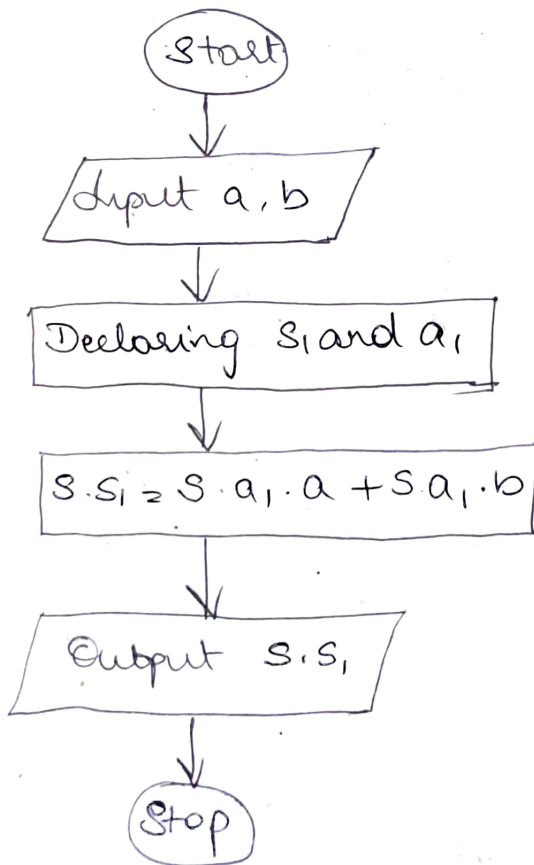 Start
Input a, b
Declaring S₁ and a₁
S.S₁ = S.a₁.a + S.a₁.b
Output S.S₁
Stop